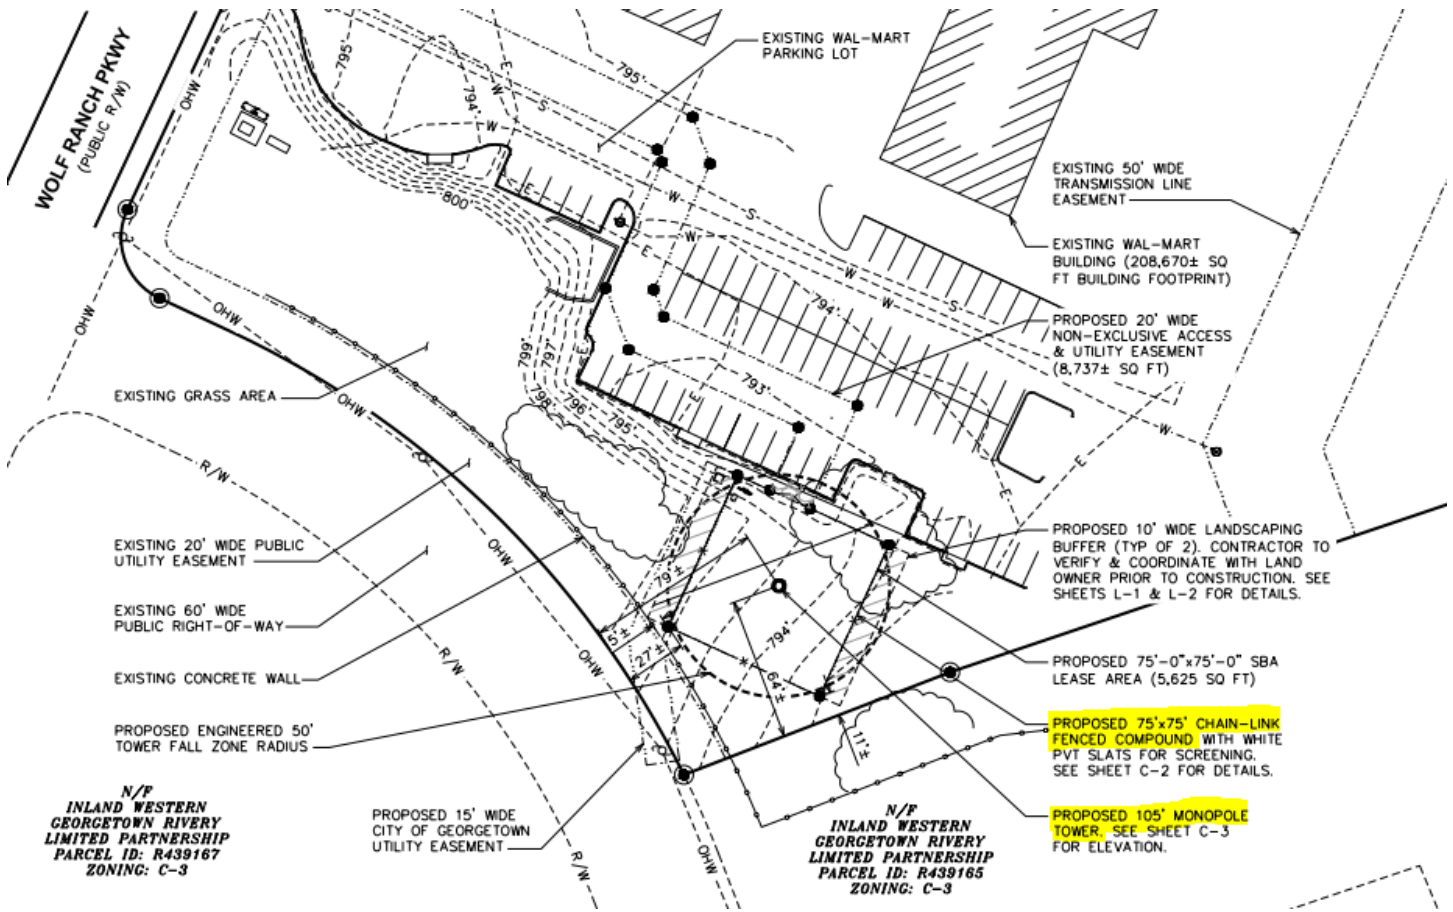 WOLF RANCH PKWY
(PUBLIC R/W)
OHW
795'
794'
E
W
S
W
EXISTING WAL-MART
PARKING LOT
795'
800'
E
W
S
W
E
W
W
S
794'
EXISTING 50' WIDE
TRANSMISSION LINE
EASEMENT
EXISTING WAL-MART
BUILDING (208,670± SQ
FT BUILDING FOOTPRINT)
PROPOSED 20' WIDE
NON-EXCLUSIVE ACCESS
& UTILITY EASEMENT
(8,737± SQ FT)
OHW
OHW
799'
797'
798'
796
795
E
793'
E
W
E
E
EXISTING GRASS AREA
OHW
R/W
EXISTING 20' WIDE PUBLIC
UTILITY EASEMENT
OHW
EXISTING 60' WIDE
PUBLIC RIGHT-OF-WAY
EXISTING CONCRETE WALL
R/W
OHW
PROPOSED ENGINEERED 50'
TOWER FALL ZONE RADIUS
79'±
5'±
27'±
64'±
794'
11'±
PROPOSED 10' WIDE LANDSCAPING
BUFFER (TYP OF 2). CONTRACTOR TO
VERIFY & COORDINATE WITH LAND
OWNER PRIOR TO CONSTRUCTION. SEE
SHEETS L-1 & L-2 FOR DETAILS.
PROPOSED 75'-0"x75'-0" SBA
LEASE AREA (5,625 SQ FT)
PROPOSED 75'x75' CHAIN-LINK
FENCED COMPOUND WITH WHITE
PVT SLATS FOR SCREENING.
SEE SHEET C-2 FOR DETAILS.
PROPOSED 105' MONOPOLE
TOWER. SEE SHEET C-3
FOR ELEVATION.
N/F
INLAND WESTERN
GEORGETOWN RIVERY
LIMITED PARTNERSHIP
PARCEL ID: R439167
ZONING: C-3
PROPOSED 15' WIDE
CITY OF GEORGETOWN
UTILITY EASEMENT
R/W
OHW
N/F
INLAND WESTERN
GEORGETOWN RIVERY
LIMITED PARTNERSHIP
PARCEL ID: R439165
ZONING: C-3